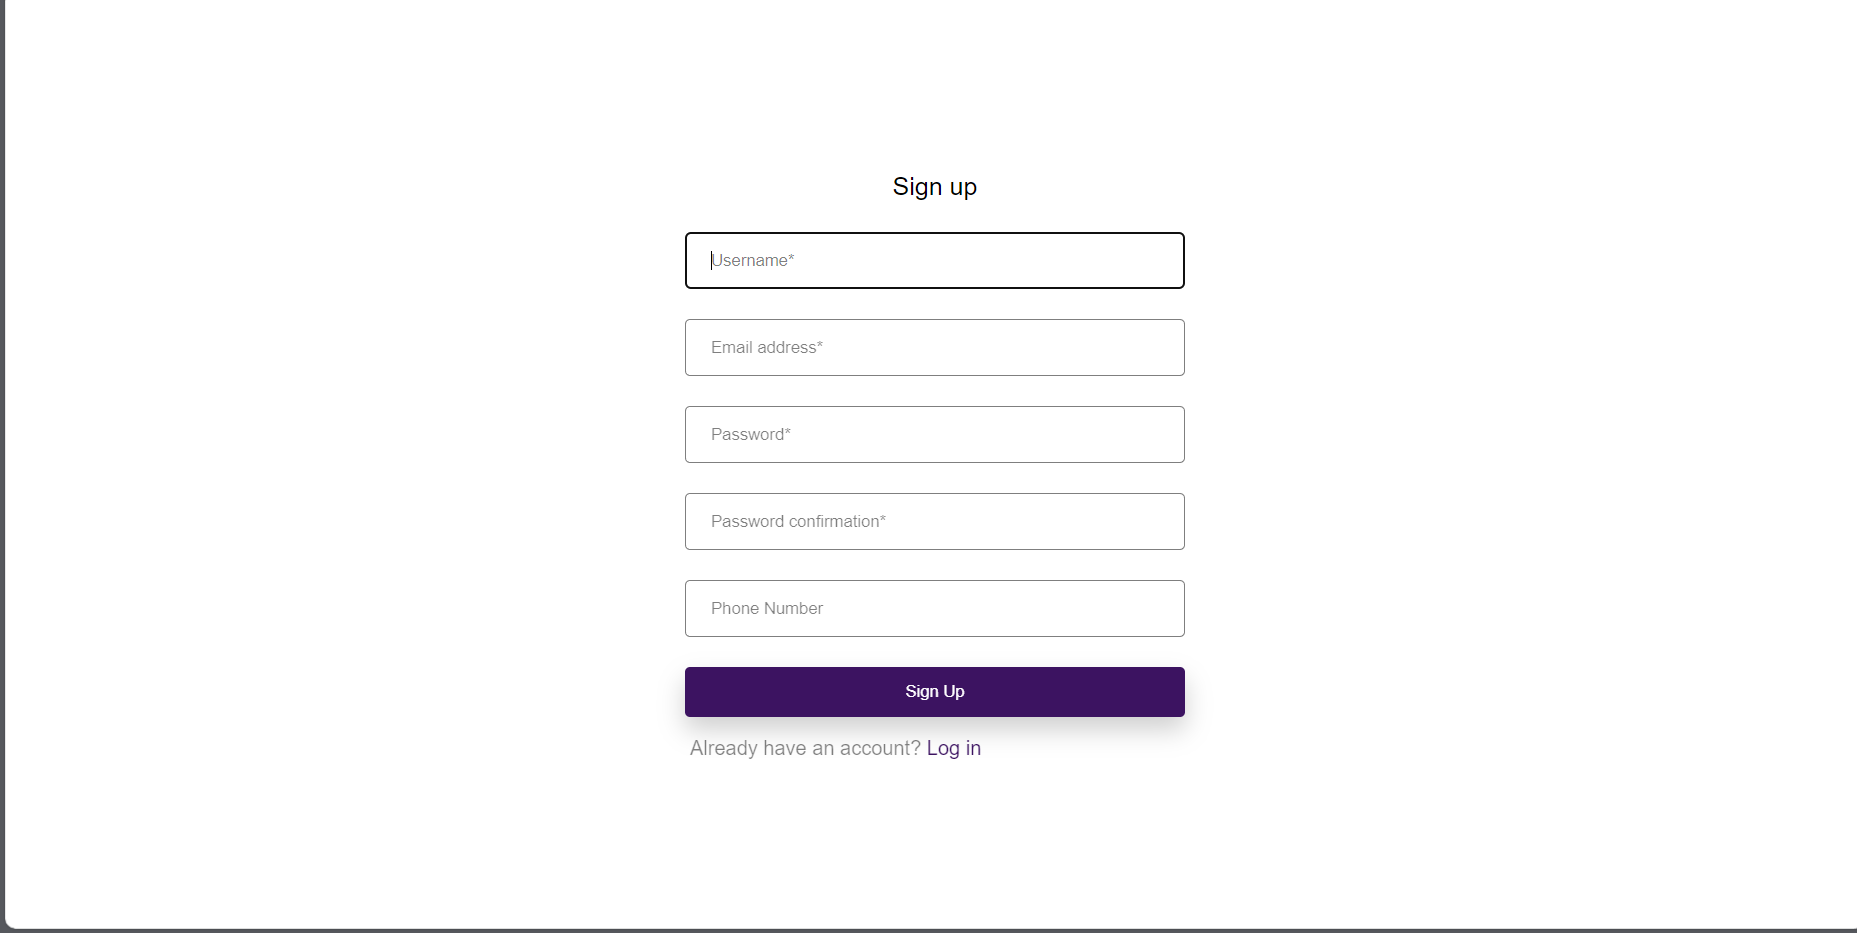 Sign up
Username*
Email address*
Password*
Password confirmation*
Phone Number
Sign Up
Already have an account? Log in